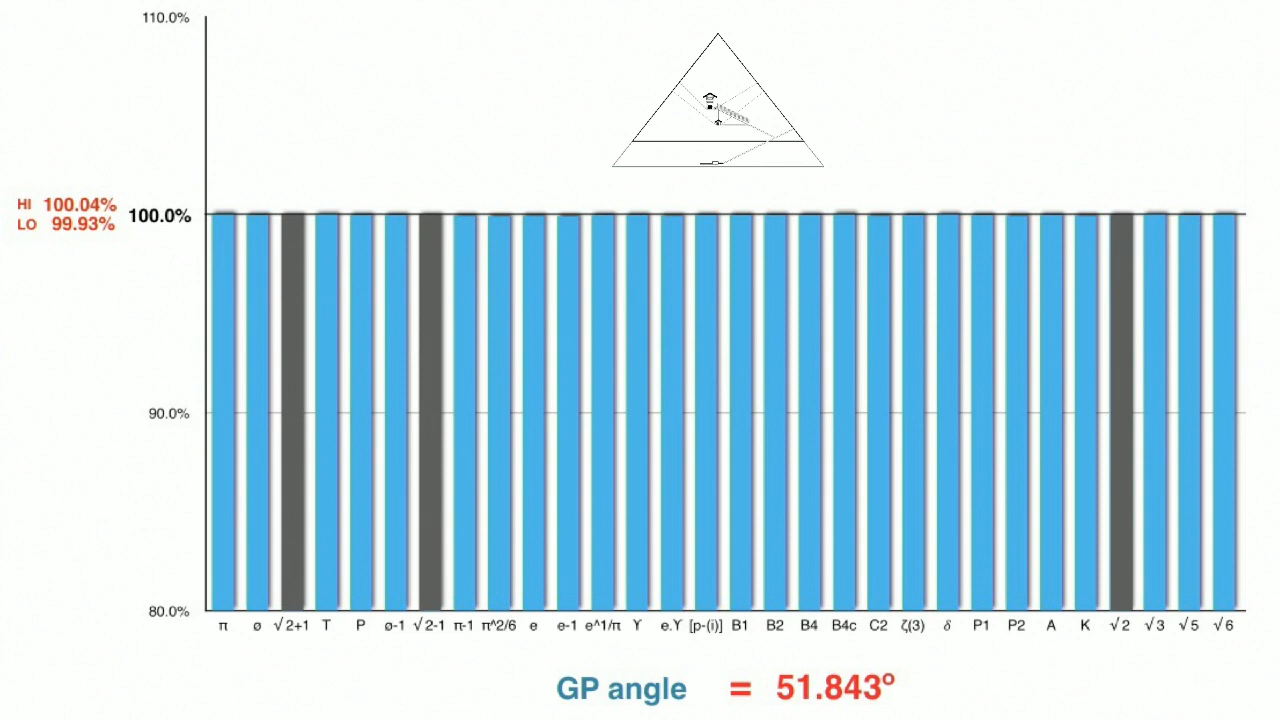 110.0%
HI 100.04%
LO 99.93%
100.0%
90.0%
80.0%
π ø √2+1 T P ø-1 √2-1 π-1 π^2/6 e e-1 e^1/π ϒ e.ϒ [p-(i)] B1 B2 B4 B4c C2 ζ(3) δ P1 P2 A K √2 √3 √5 √6
GP angle = 51.843º